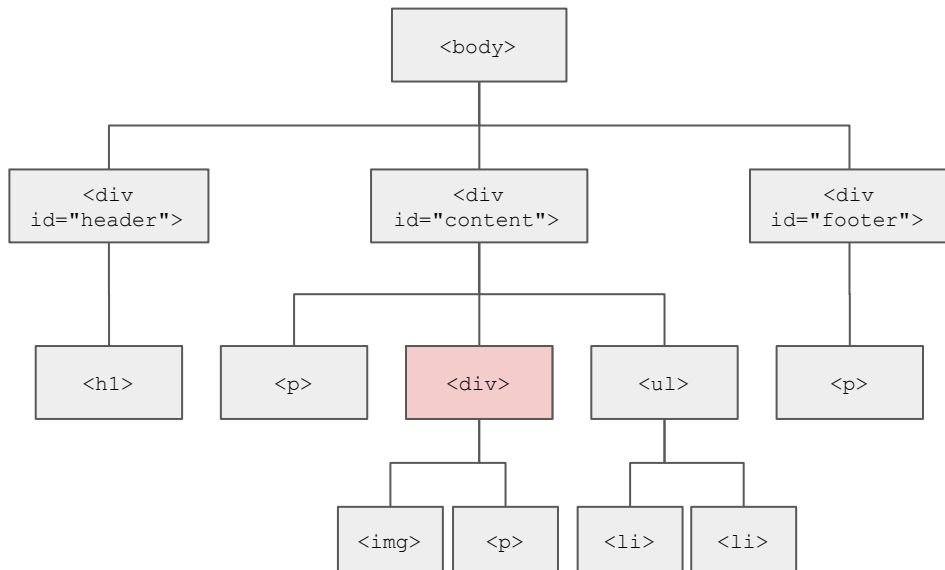 <body>
<div
id="header">
<div
id="content">
<div
id="footer">
<h1>
<p>
<div>
<ul>
<p>
<img>
<p>
<li>
<li>